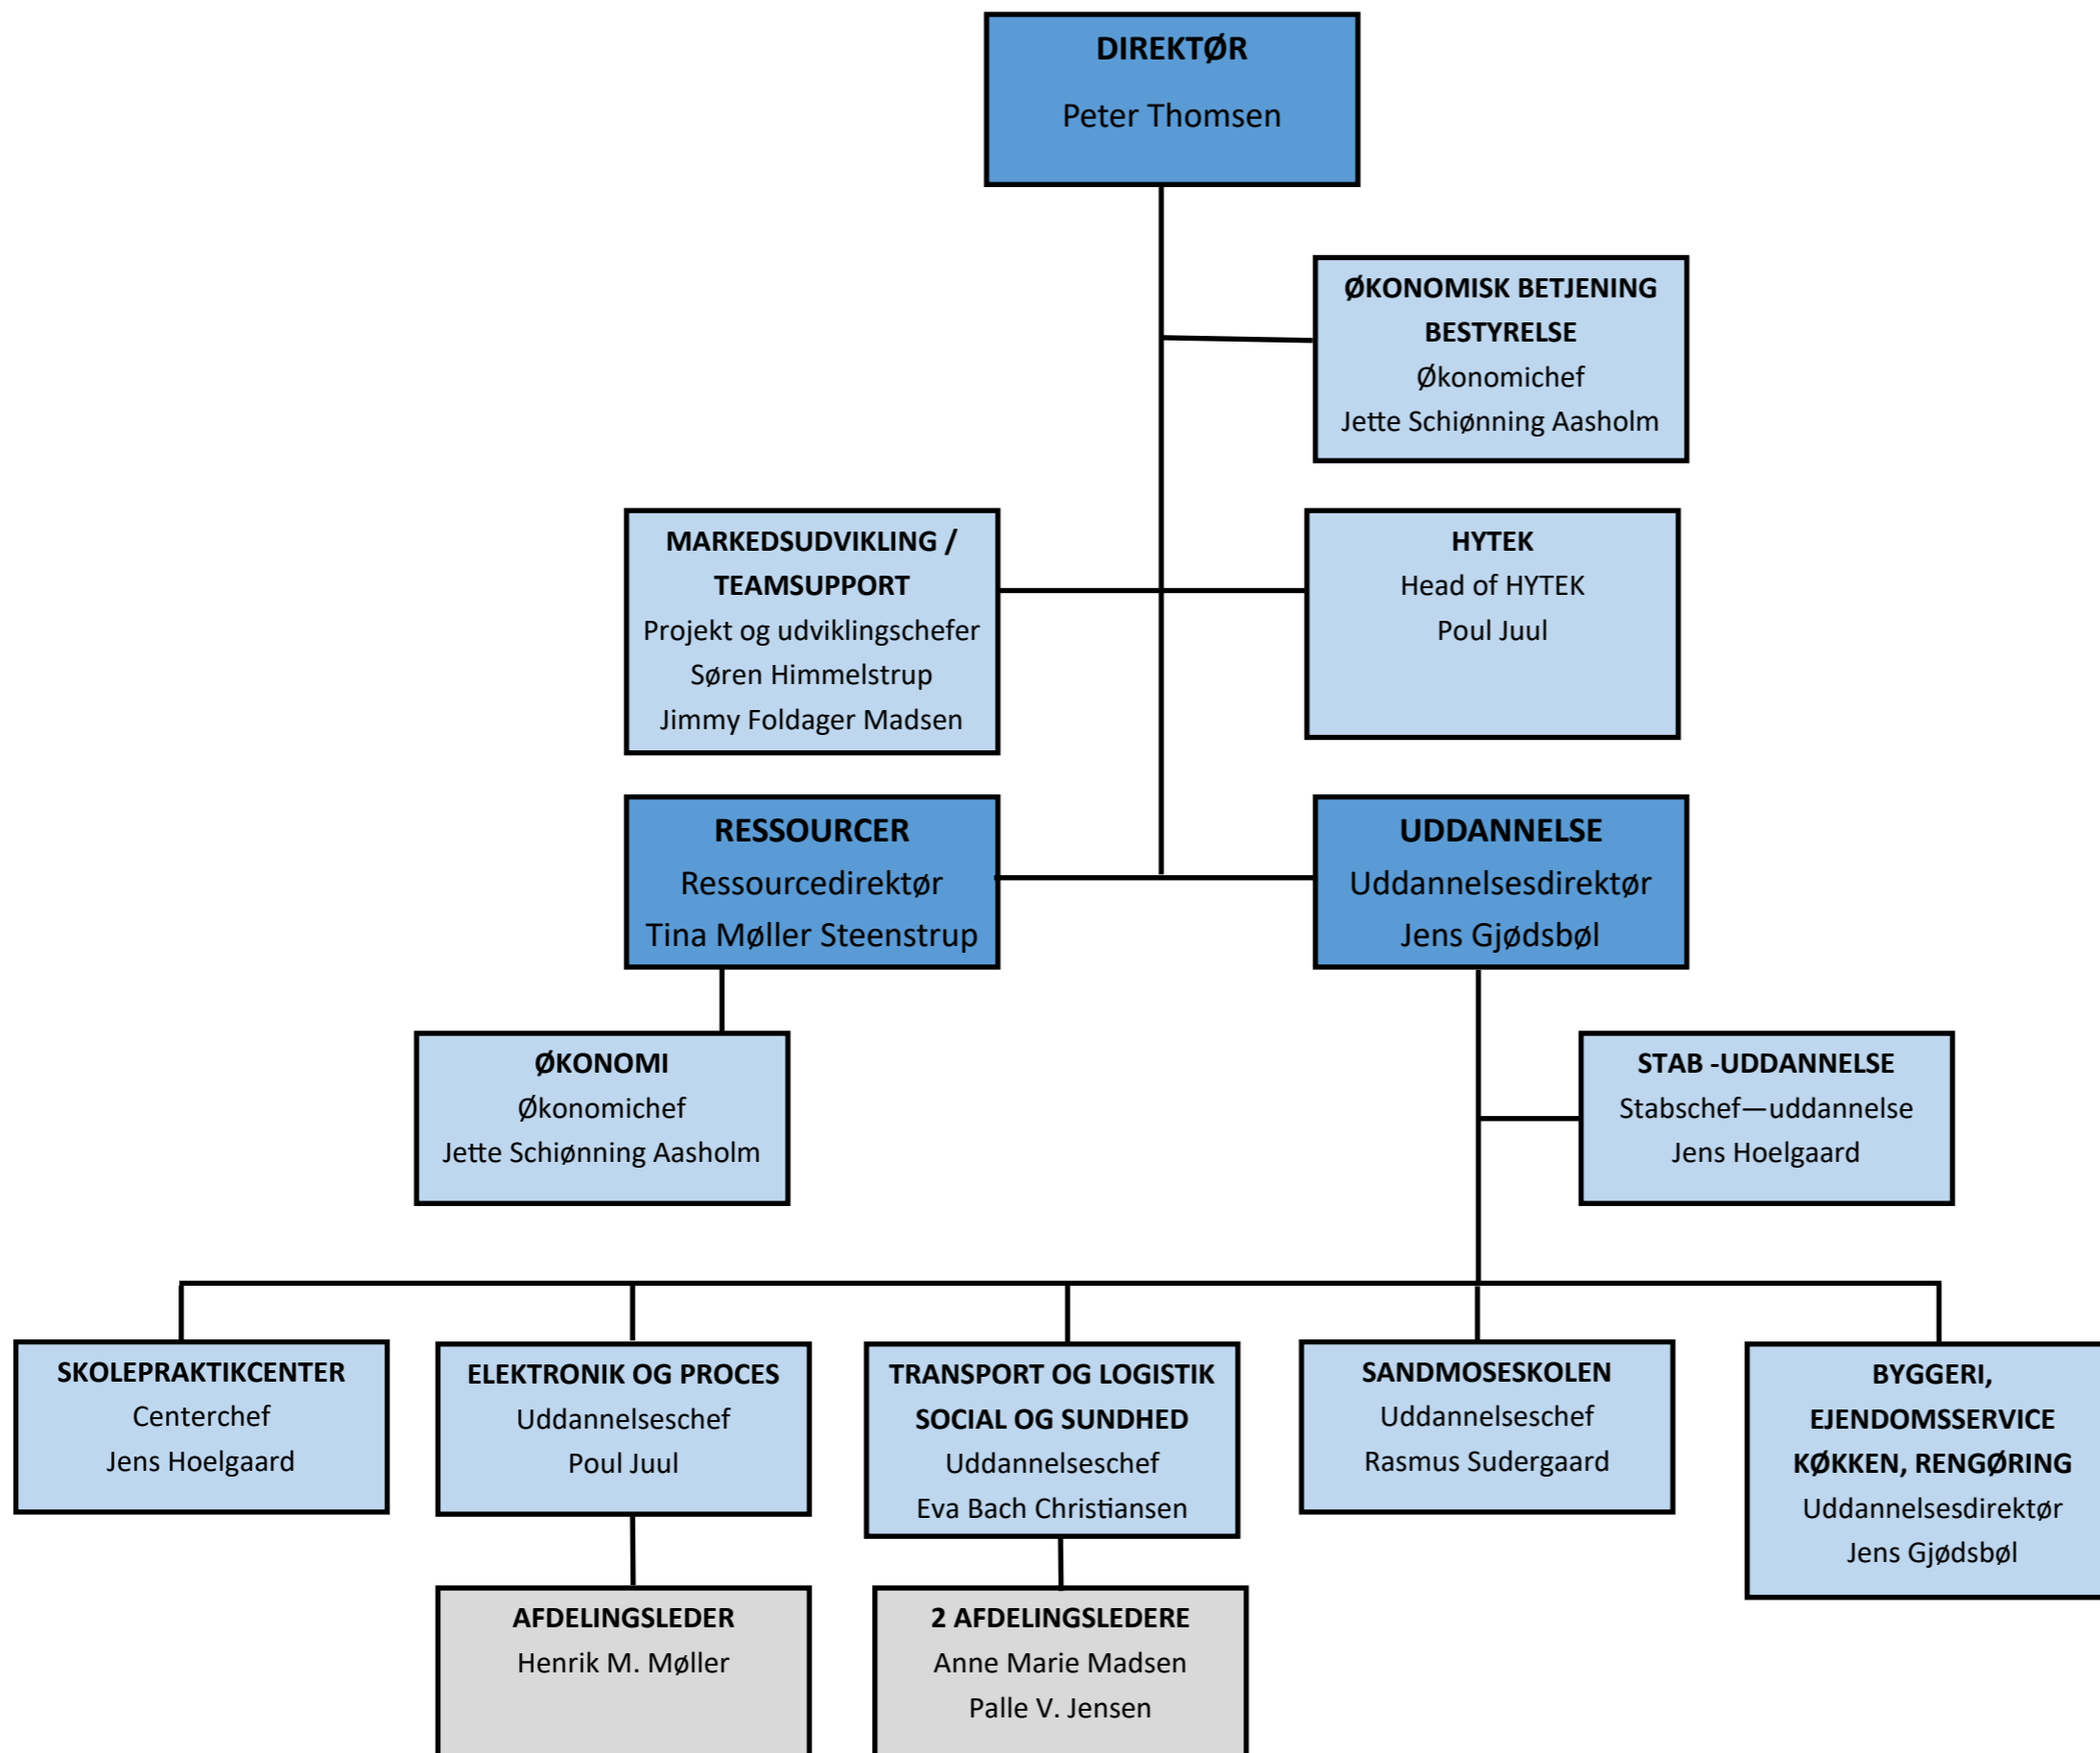 DIREKTØR
Peter Thomsen
ØKONOMISK BETJENING
BESTYRELSE
Økonomichef
Jette Schiønning Aasholm
MARKEDSUDVIKLING /
TEAMSUPPORT
Projekt og udviklingschefer
Søren Himmelstrup
Jimmy Foldager Madsen
HYTEK
Head of HYTEK
Poul Juul
RESSOURCER
Ressourcedirektør
Tina Møller Steenstrup
UDDANNELSE
Uddannelsesdirektør
Jens Gjødsbøl
ØKONOMI
Økonomichef
Jette Schiønning Aasholm
STAB -UDDANNELSE
Stabschef—uddannelse
Jens Hoelgaard
SKOLEPRAKTIKCENTER
Centerchef
Jens Hoelgaard
ELEKTRONIK OG PROCES
Uddannelseschef
Poul Juul
TRANSPORT OG LOGISTIK
SOCIAL OG SUNDHED
Uddannelseschef
Eva Bach Christiansen
SANDMOSESKOLEN
Uddannelseschef
Rasmus Sudergaard
BYGGERI,
EJENDOMSSERVICE
KØKKEN, RENGØRING
Uddannelsesdirektør
Jens Gjødsbøl
AFDELINGSLEDER
Henrik M. Møller
2 AFDELINGSLEDERE
Anne Marie Madsen
Palle V. Jensen